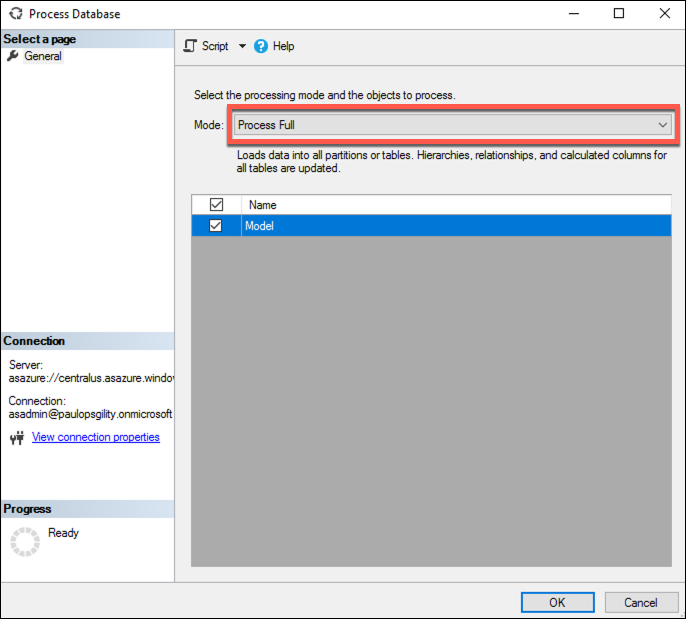 Process Database
Select a page
General
Script
Help
Select the processing mode and the objects to process.
Mode:
Process Full
Loads data into all partitions or tables. Hierarchies, relationships, and calculated columns for
all tables are updated.
Name
Model
Connection
Server:
asazure://centralus.asazure.window
Connection:
asadmin@paulopsgility.onmicrosoft
View connection properties
Progress
Ready
OK
Cancel